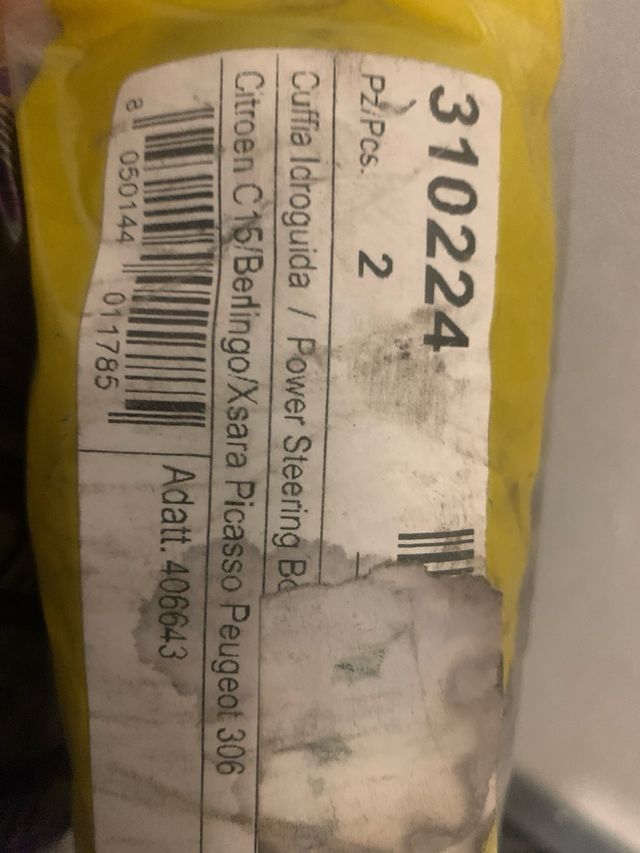 310224
Pz/Pcs. 2
Cuffia Idroguida / Power Steering
Citroen C15/Berlingo/Xsara Picasso Peugeot 306
8 050144 011785
Adatt. 406643